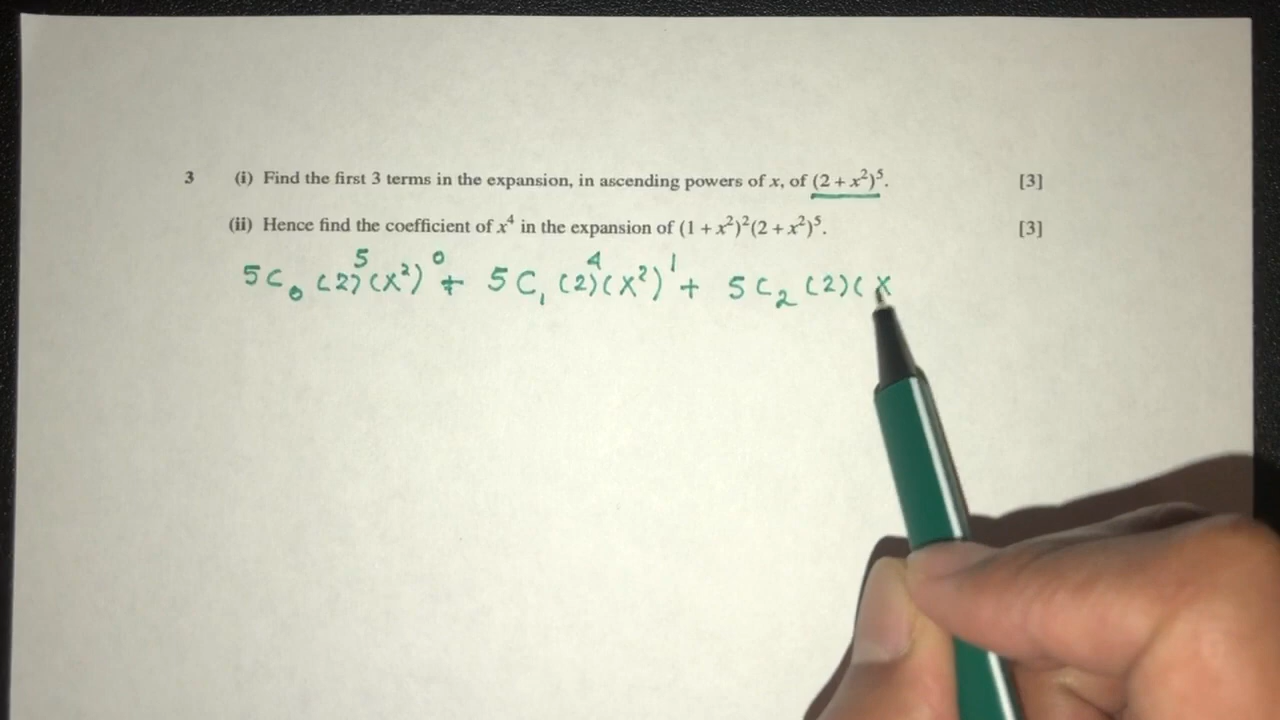 3 (i) Find the first 3 terms in the expansion, in ascending powers of x, of (2 + x²)⁵. [3]
(ii) Hence find the coefficient of x⁴ in the expansion of (1 + x²)²(2 + x²)⁵. [3]
5C₀ (2)⁵(x²)⁰ + 5C₁ (2)⁴(x²)¹ + 5C₂ (2)(x